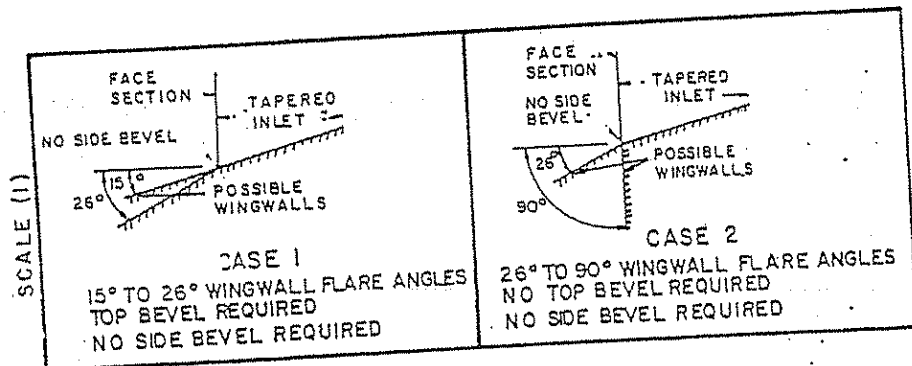 SCALE (1)
FACE
SECTION
TAPERED
INLET
NO SIDE BEVEL
15°
26°
POSSIBLE
WINGWALLS
CASE 1
15° TO 26° WINGWALL FLARE ANGLES
TOP BEVEL REQUIRED
NO SIDE BEVEL REQUIRED
FACE
SECTION
TAPERED
INLET
NO SIDE
BEVEL
26°
POSSIBLE
WINGWALLS
90°
CASE 2
26° TO 90° WINGWALL FLARE ANGLES
NO TOP BEVEL REQUIRED
NO SIDE BEVEL REQUIRED